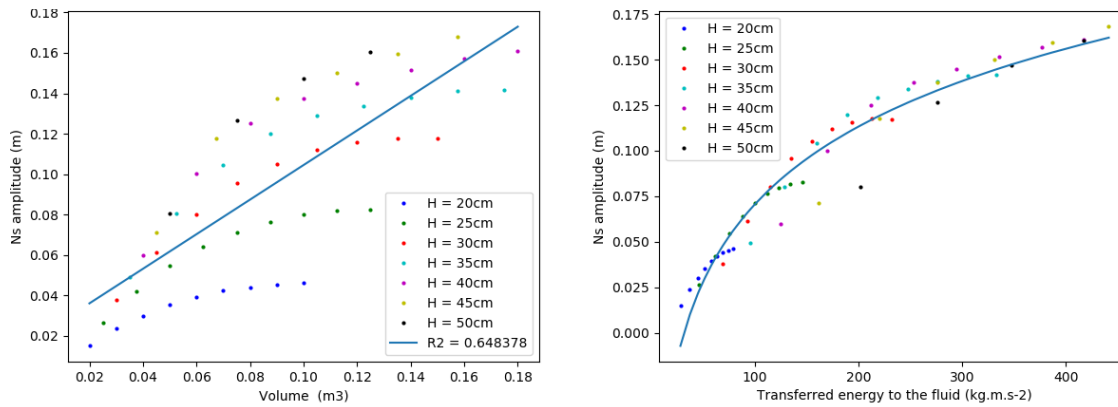 Ns amplitude (m)
0.16
0.14
0.12
0.10
0.08
0.06
0.04
0.02
H = 20cm
H = 25cm
H = 30cm
H = 35cm
H = 40cm
H = 45cm
H = 50cm
R2 = 0.648378
0.02 0.04 0.06 0.08 0.10 0.12 0.14 0.16 0.18
Volume (m3)
Ns amplitude (m)
0.175
0.150
0.125
0.100
0.075
0.050
0.025
0.000
H = 20cm
H = 25cm
H = 30cm
H = 35cm
H = 40cm
H = 45cm
H = 50cm
100 200 300 400
Transferred energy to the fluid (kg.m.s-2)